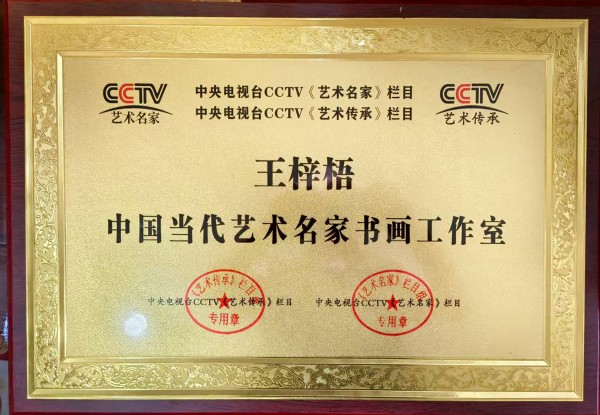 CCTV
艺术名家
中央电视台CCTV《艺术名家》栏目
中央电视台CCTV《艺术传承》栏目
CCTV
艺术传承
王梓梧
中国当代艺术名家书画工作室
《艺术传承》栏目组
中央电视台CCTV《艺术传承》栏目
专用章
《艺术名家》栏目组
中央电视台CCTV《艺术名家》栏目
专用章